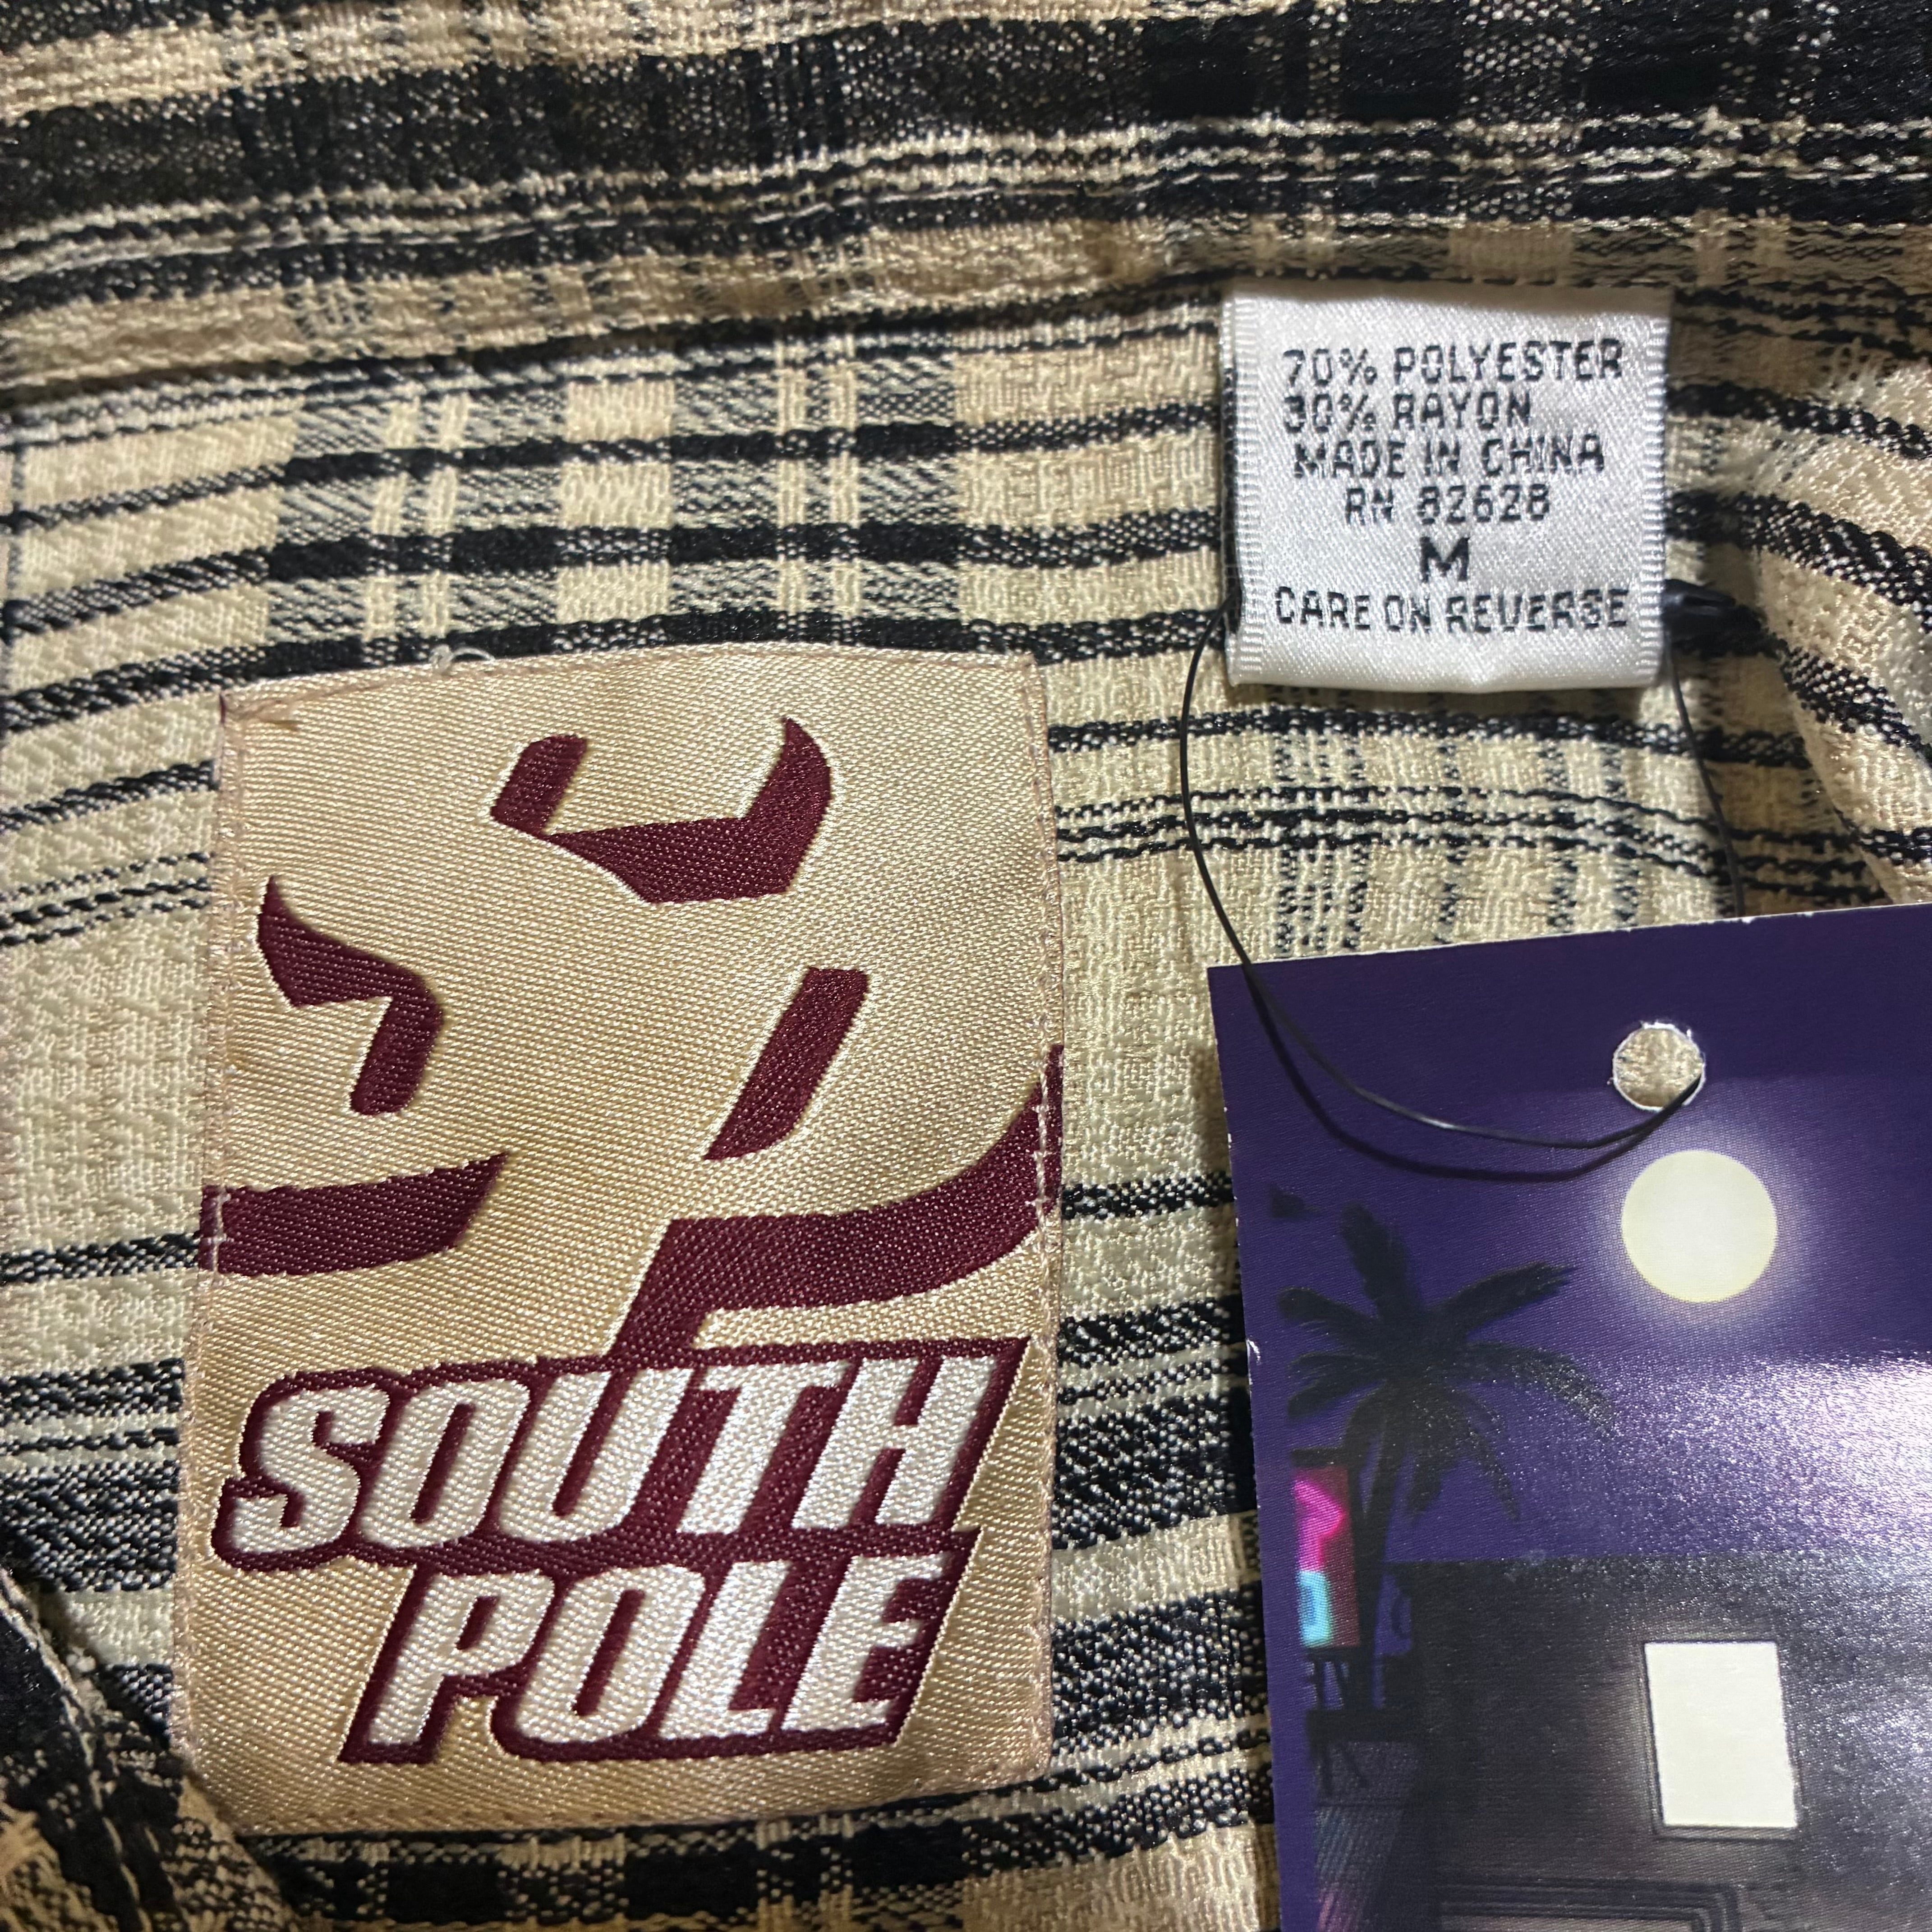 70% POLYESTER
30% RAYON
MADE IN CHINA
RN 82628
M
CARE ON REVERSE
SOUTH
POLE